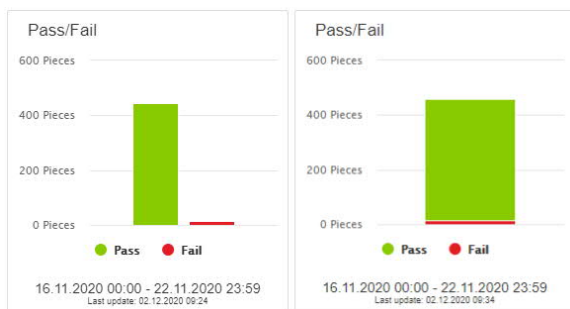 Pass/Fail
600 Pieces
400 Pieces
200 Pieces
0 Pieces
Pass Fail
16.11.2020 00:00 - 22.11.2020 23:59
Last update: 02.12.2020 09:24
Pass/Fail
600 Pieces
400 Pieces
200 Pieces
0 Pieces
Pass Fail
16.11.2020 00:00 - 22.11.2020 23:59
Last update: 02.12.2020 09:34